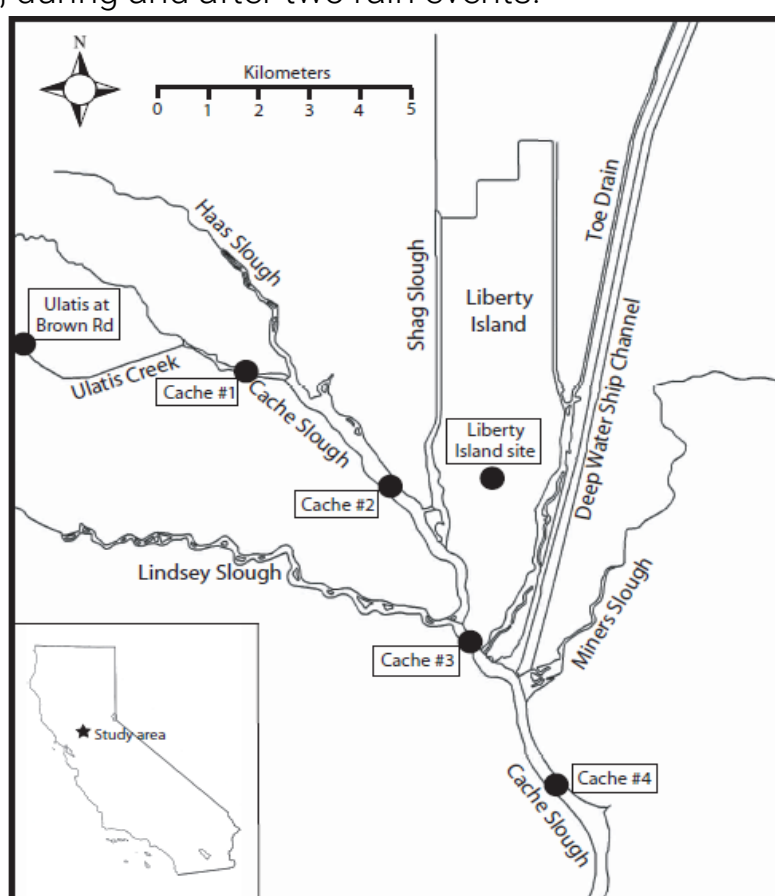 during and after two rain events.
N
Kilometers
0 1 2 3 4 5
Haas Slough
Ulatis at
Brown Rd
Ulatis Creek
Cache #1
Cache Slough
Shag Slough
Liberty
Island
Toe Drain
Deep Water Ship Channel
Liberty
Island site
Cache #2
Lindsey Slough
Miners Slough
Cache #3
Study area
Cache #4
Cache Slough